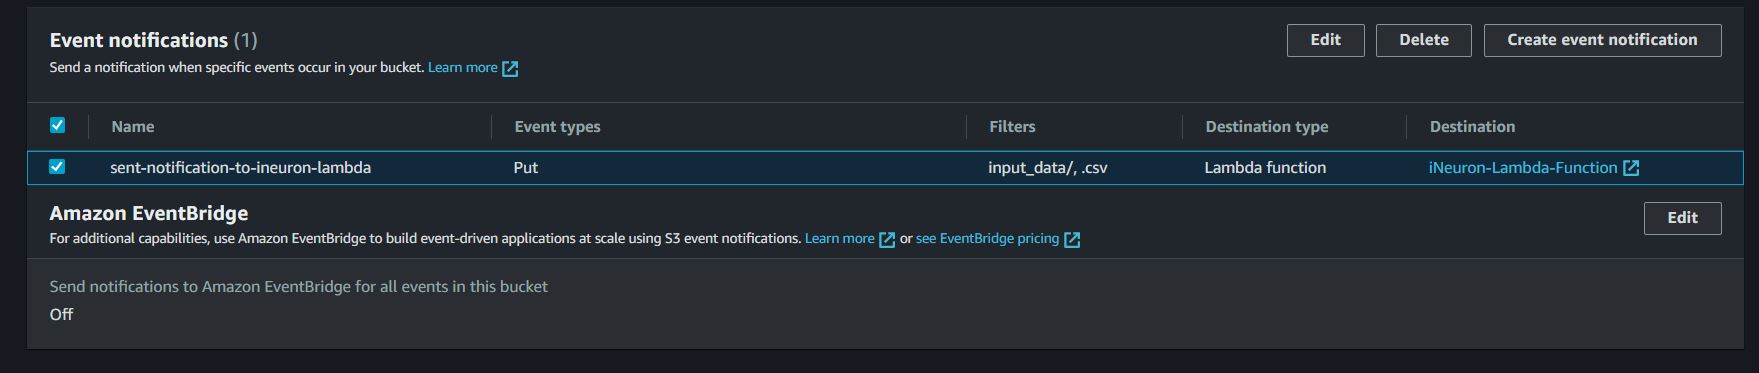 Event notifications (1)
Edit
Delete
Create event notification
Send a notification when specific events occur in your bucket. Learn more
Name
Event types
Filters
Destination type
Destination
sent-notification-to-ineuron-lambda
Put
input_data/, .csv
Lambda function
iNeuron-Lambda-Function
Amazon EventBridge
Edit
For additional capabilities, use Amazon EventBridge to build event-driven applications at scale using S3 event notifications. Learn more or see EventBridge pricing
Send notifications to Amazon EventBridge for all events in this bucket
Off